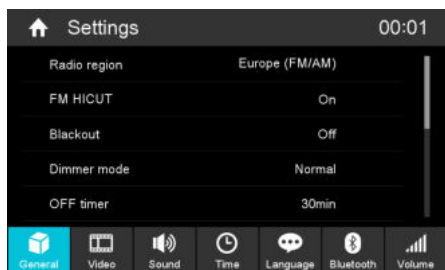 Settings 00:01
Radio region Europe (FM/AM)
FM HICUT On
Blackout Off
Dimmer mode Normal
OFF timer 30min
General Video Sound Time Language Bluetooth Volume